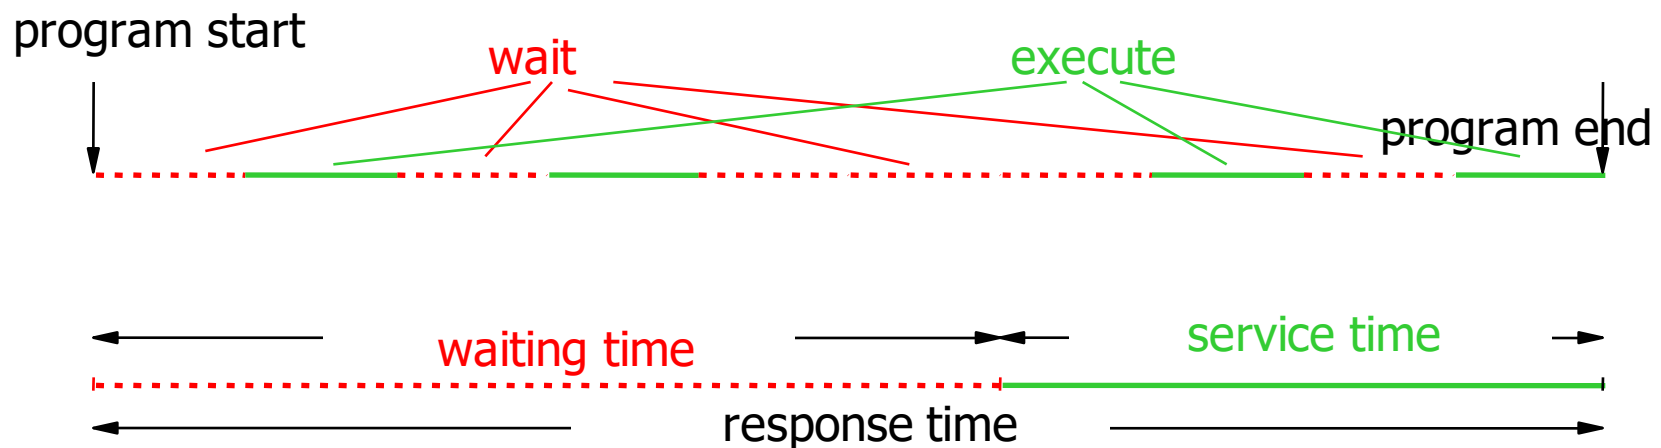 program start
wait
execute
program end
waiting time
service time
response time